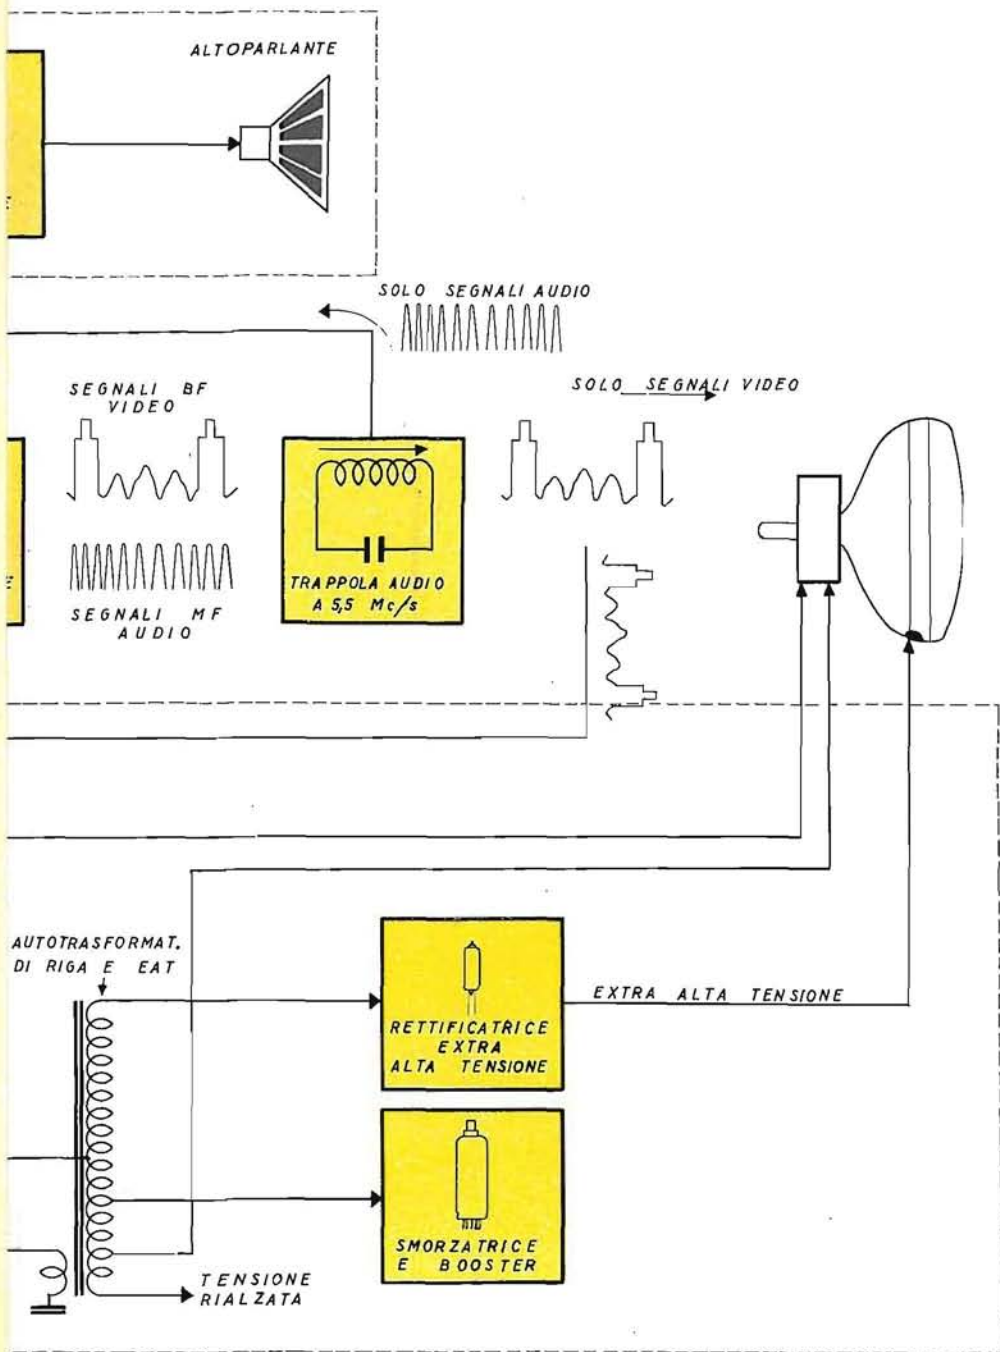 ALTOPARLANTE
SOLO SEGNALI AUDIO
SEGNALI BF
VIDEO
SOLO SEGNALI VIDEO
TRAPPOLA AUDIO
A 5,5 Mc/s
SEGNALI MF
AUDIO
AUTOTRASFORMAT.
DI RIGA E EAT
RETTIFICATRICE
EXTRA
ALTA TENSIONE
EXTRA ALTA TENSIONE
SMORZATRICE
E BOOSTER
TENSIONE
RIALZATA